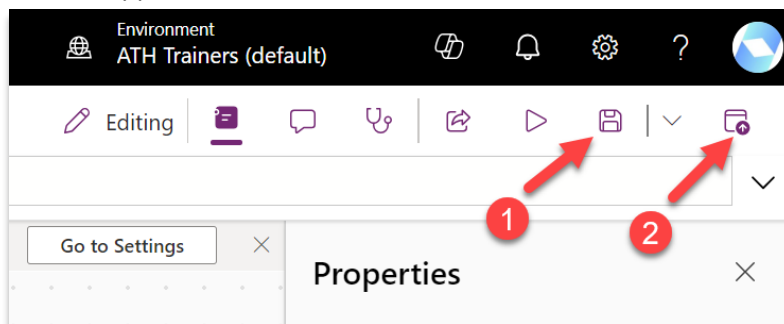 Environment
ATH Trainers (default)
?
Editing
1
2
Go to Settings
Properties